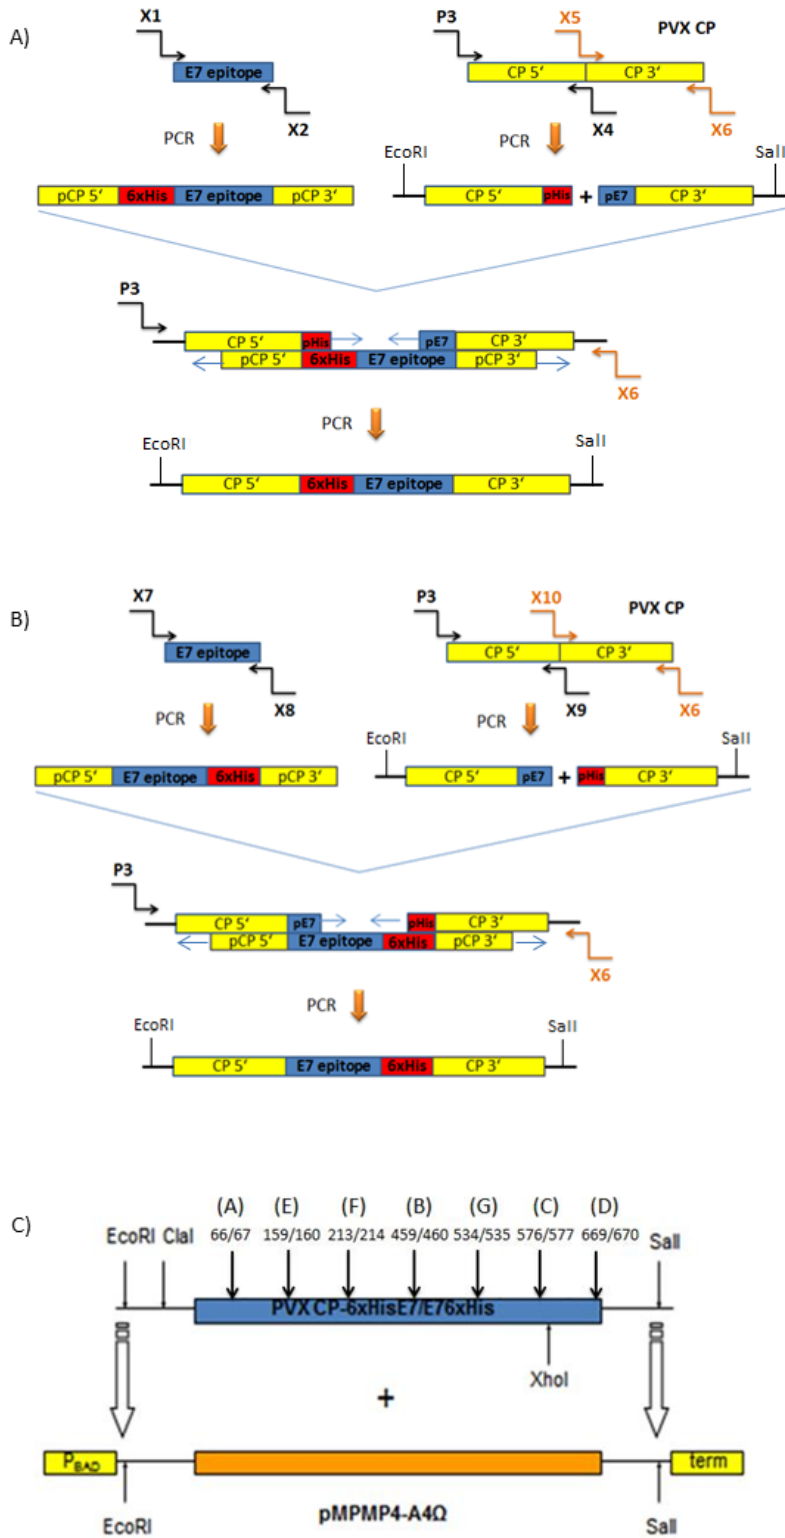 A)
X1
P3
X5
PVX CP
E7 epitope
CP 5′ CP 3′
X2
X4
X6
PCR
PCR
EcoRI
SalI
pCP 5′ 6xHis E7 epitope pCP 3′
CP 5′ pHis + pE7 CP 3′
P3
CP 5′ pHis pE7 CP 3′
pCP 5′ 6xHis E7 epitope pCP 3′
X6
PCR
EcoRI
SalI
CP 5′ 6xHis E7 epitope CP 3′
B)
X7
P3
X10
PVX CP
E7 epitope
CP 5′ CP 3′
X8
X9
X6
PCR
PCR
EcoRI
SalI
pCP 5′ E7 epitope 6xHis pCP 3′
CP 5′ pE7 + pHis CP 3′
P3
CP 5′ pE7 pHis CP 3′
pCP 5′ E7 epitope 6xHis pCP 3′
X6
PCR
EcoRI
SalI
CP 5′ E7 epitope 6xHis CP 3′
C)
(A) (E) (F) (B) (G) (C) (D)
66/67 159/160 213/214 459/460 534/535 576/577 669/670
EcoRI ClaI
SalI
PVX CP-6xHisE7/E76xHis
XhoI
+
PBAD
term
EcoRI
pMPMP4-A4Ω
SalI